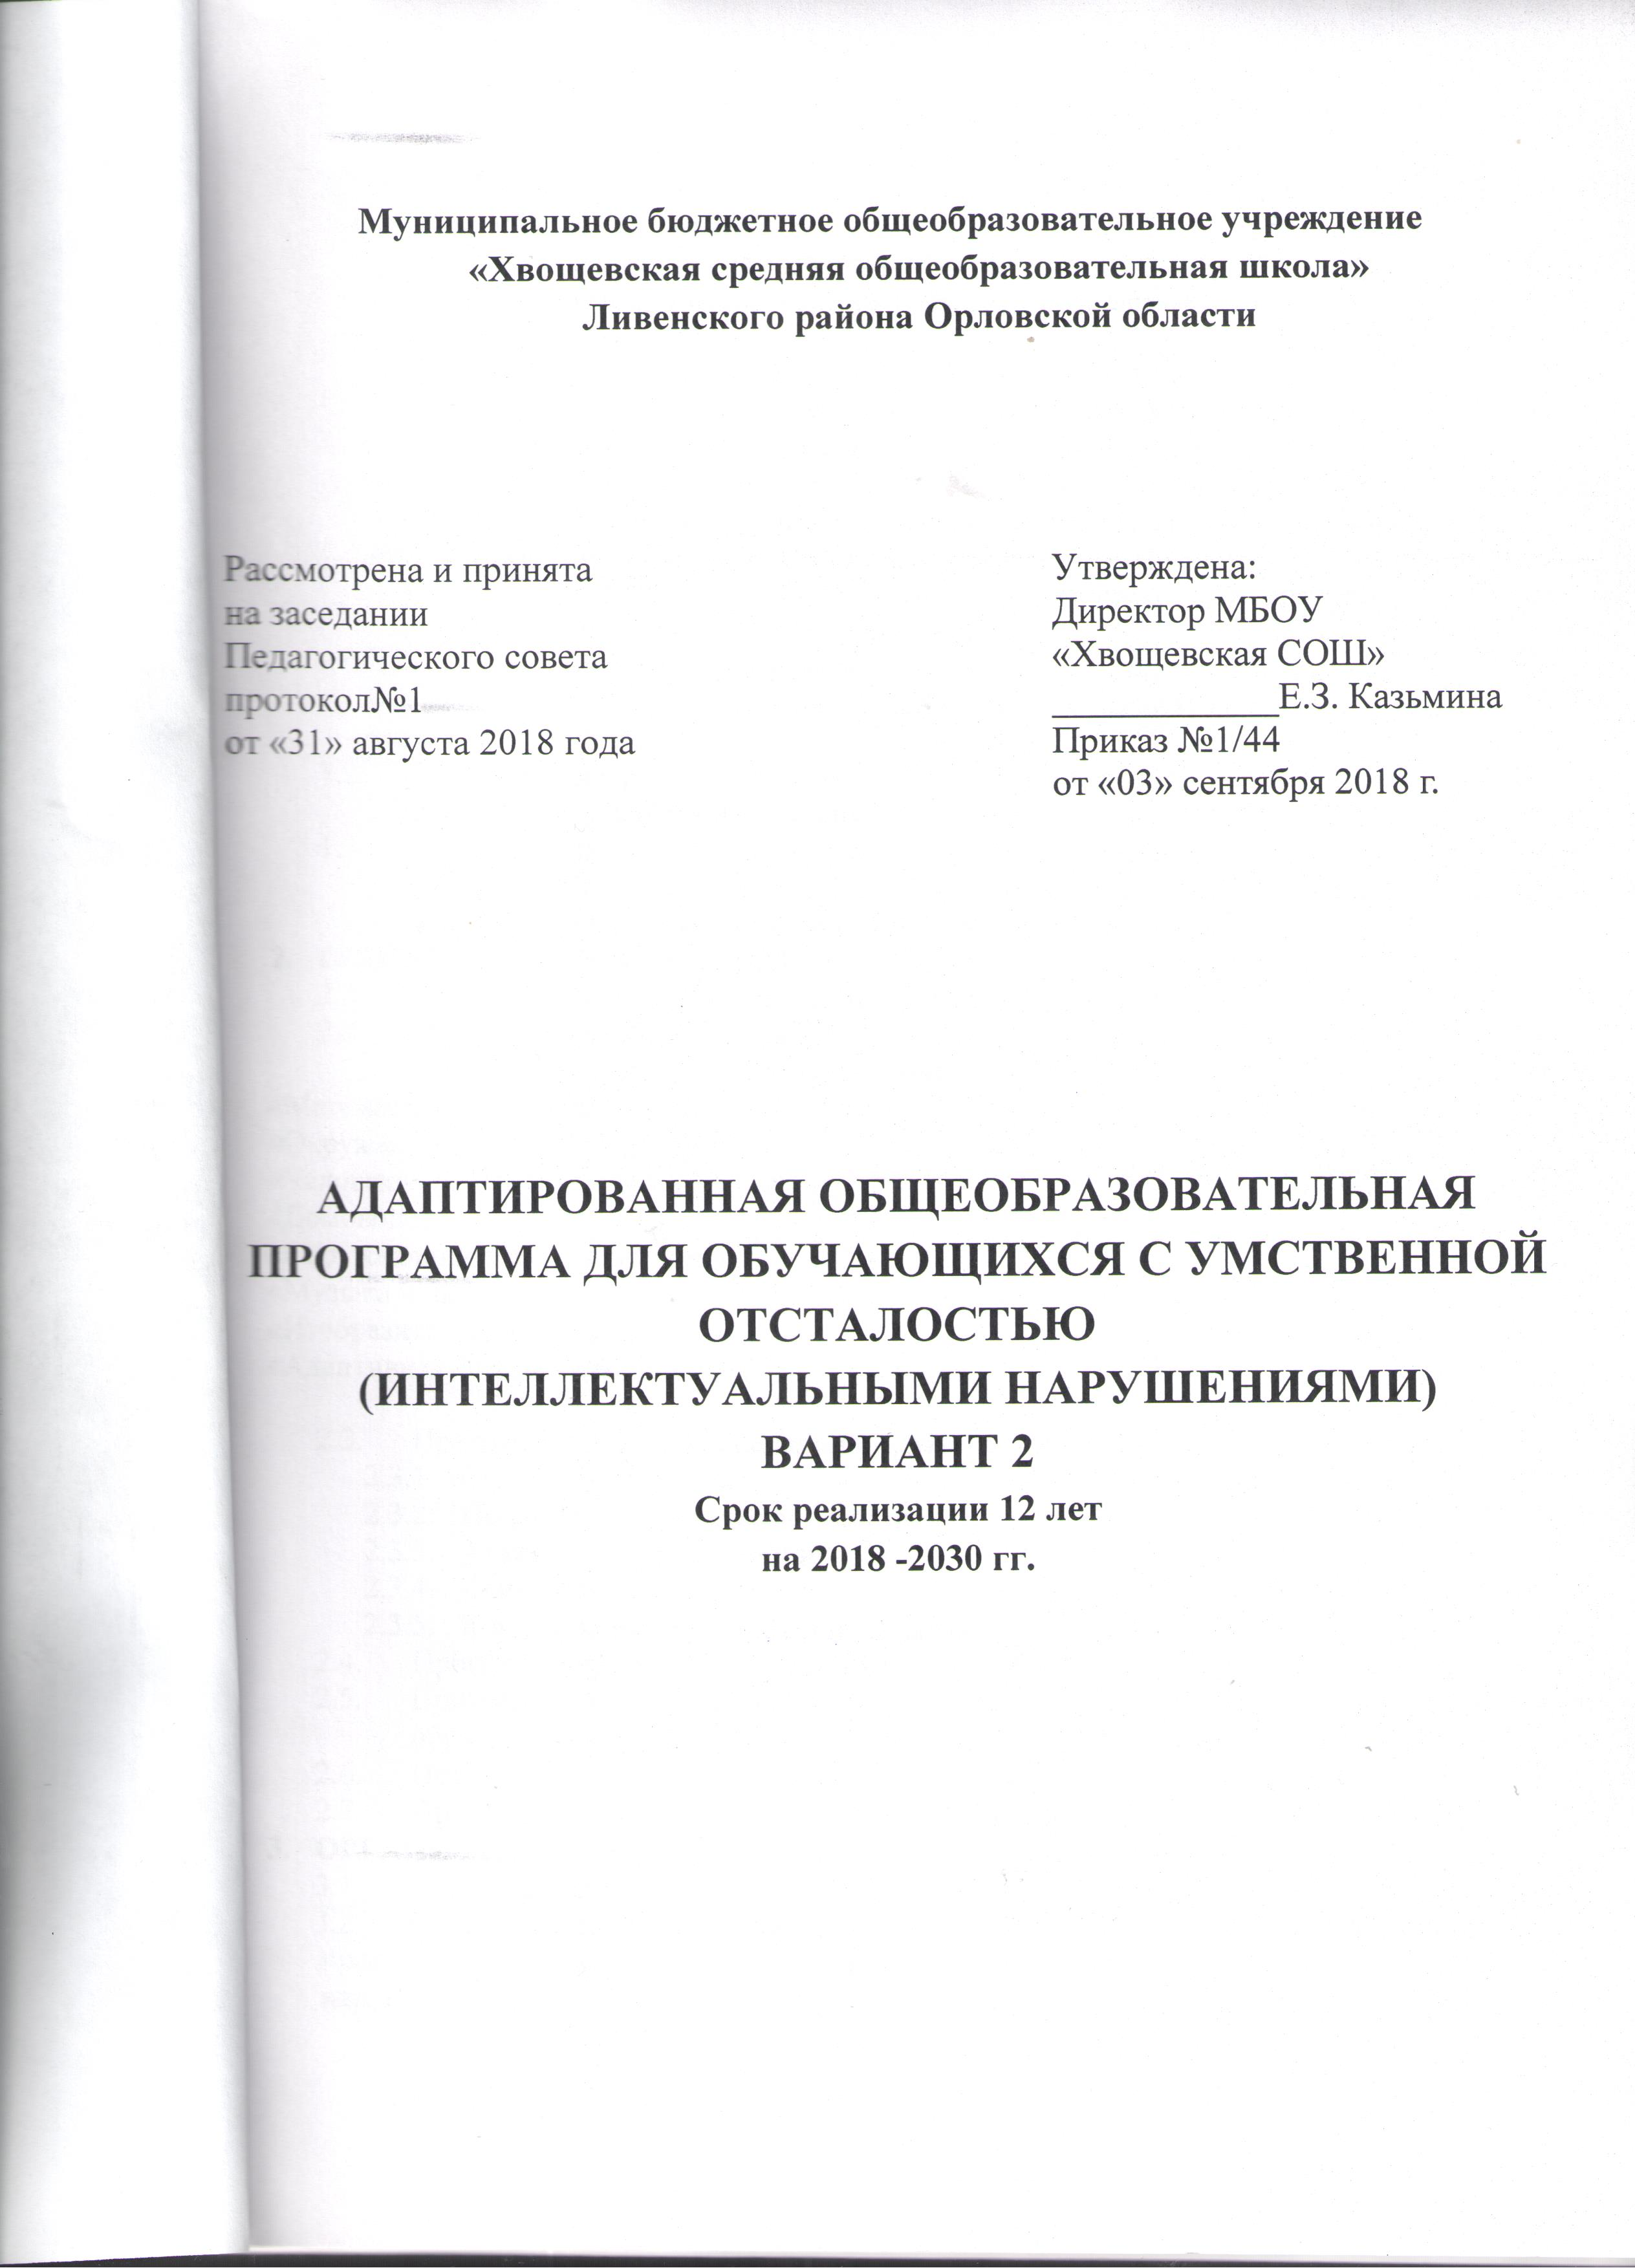 Муниципальное бюджетное общеобразовательное учреждение
«Хвощевская средняя общеобразовательная школа»
Ливенского района Орловской области
Рассмотрена и принята
на заседании
Педагогического совета
протокол№1
от «31» августа 2018 года
Утверждена:
Директор МБОУ
«Хвощевская СОШ»
____________Е.З. Казьмина
Приказ №1/44
от «03» сентября 2018 г.
АДАПТИРОВАННАЯ ОБЩЕОБРАЗОВАТЕЛЬНАЯ
ПРОГРАММА ДЛЯ ОБУЧАЮЩИХСЯ С УМСТВЕННОЙ
ОТСТАЛОСТЬЮ
(ИНТЕЛЛЕКТУАЛЬНЫМИ НАРУШЕНИЯМИ)
ВАРИАНТ 2
Срок реализации 12 лет
на 2018 -2030 гг.